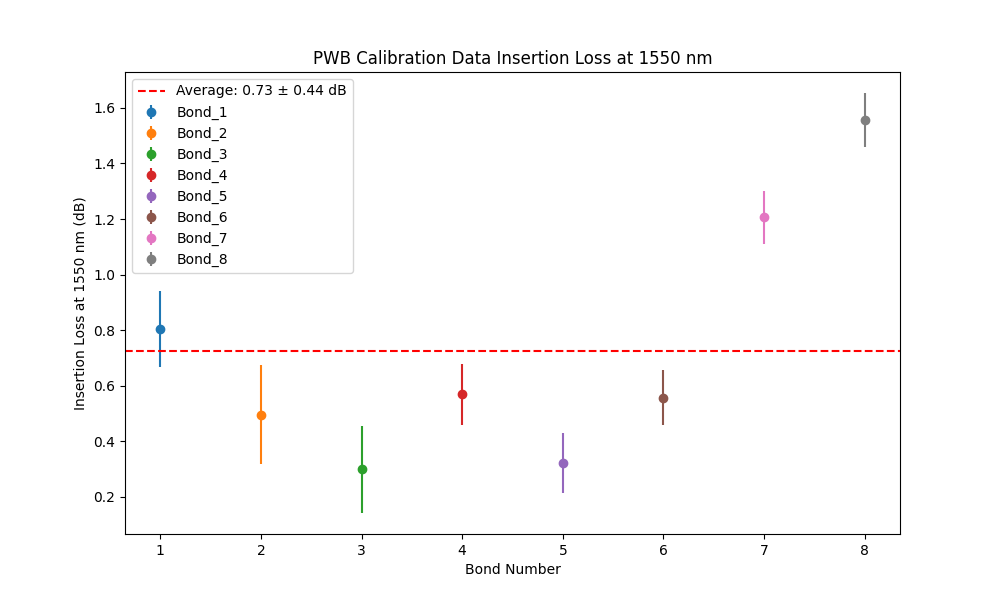 PWB Calibration Data Insertion Loss at 1550 nm
Average: 0.73 ± 0.44 dB
Bond_1
Bond_2
Bond_3
Bond_4
Bond_5
Bond_6
Bond_7
Bond_8
Insertion Loss at 1550 nm (dB)
1.6
1.4
1.2
1.0
0.8
0.6
0.4
0.2
1 2 3 4 5 6 7 8
Bond Number